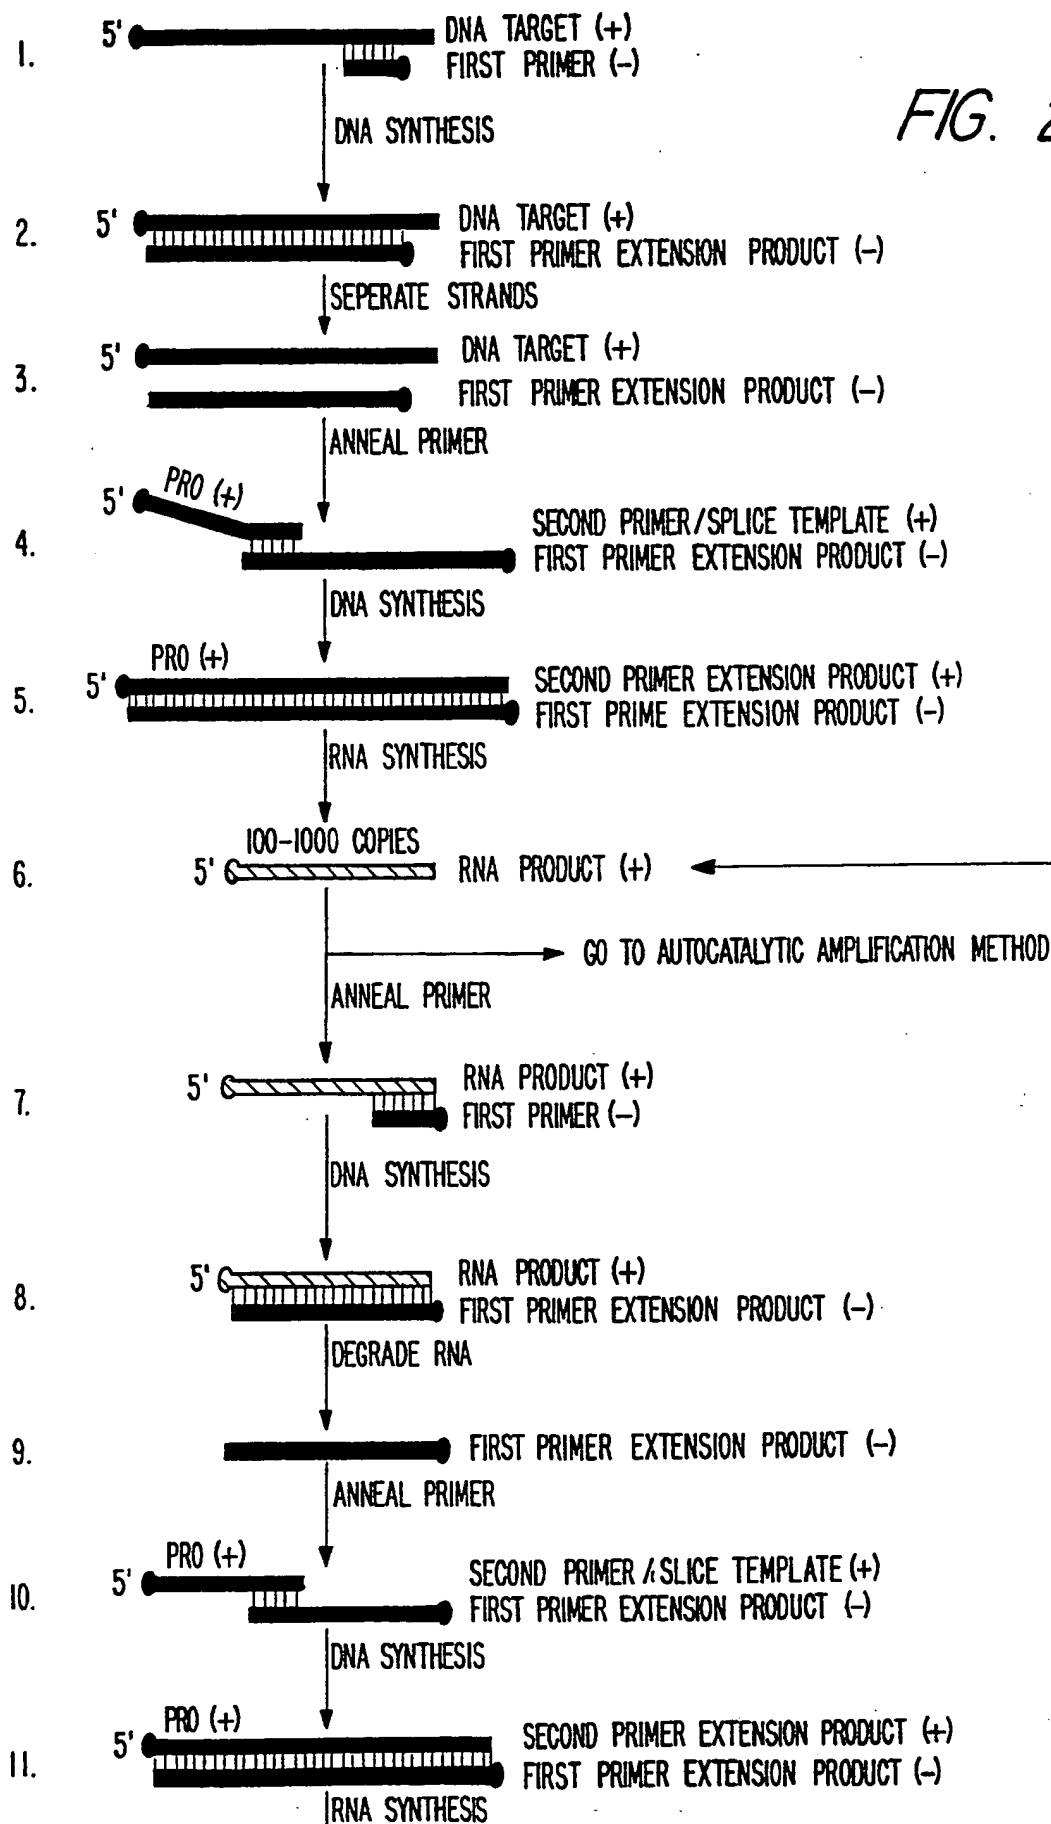 1.
5' DNA TARGET (+)
FIRST PRIMER (-)
FIG.
DNA SYNTHESIS
2.
5' DNA TARGET (+)
FIRST PRIMER EXTENSION PRODUCT (-)
SEPERATE STRANDS
3.
5' DNA TARGET (+)
FIRST PRIMER EXTENSION PRODUCT (-)
ANNEAL PRIMER
4.
5' PRO (+)
SECOND PRIMER/SPLICE TEMPLATE (+)
FIRST PRIMER EXTENSION PRODUCT (-)
DNA SYNTHESIS
5.
PRO (+)
5' SECOND PRIMER EXTENSION PRODUCT (+)
FIRST PRIME EXTENSION PRODUCT (-)
RNA SYNTHESIS
6.
100-1000 COPIES
5' RNA PRODUCT (+)
GO TO AUTOCATALYTIC AMPLIFICATION METHOD
ANNEAL PRIMER
7.
5' RNA PRODUCT (+)
FIRST PRIMER (-)
DNA SYNTHESIS
8.
5' RNA PRODUCT (+)
FIRST PRIMER EXTENSION PRODUCT (-)
DEGRADE RNA
9.
FIRST PRIMER EXTENSION PRODUCT (-)
ANNEAL PRIMER
10.
PRO (+)
5' SECOND PRIMER /SLICE TEMPLATE (+)
FIRST PRIMER EXTENSION PRODUCT (-)
DNA SYNTHESIS
11.
PRO (+)
5' SECOND PRIMER EXTENSION PRODUCT (+)
FIRST PRIMER EXTENSION PRODUCT (-)
RNA SYNTHESIS